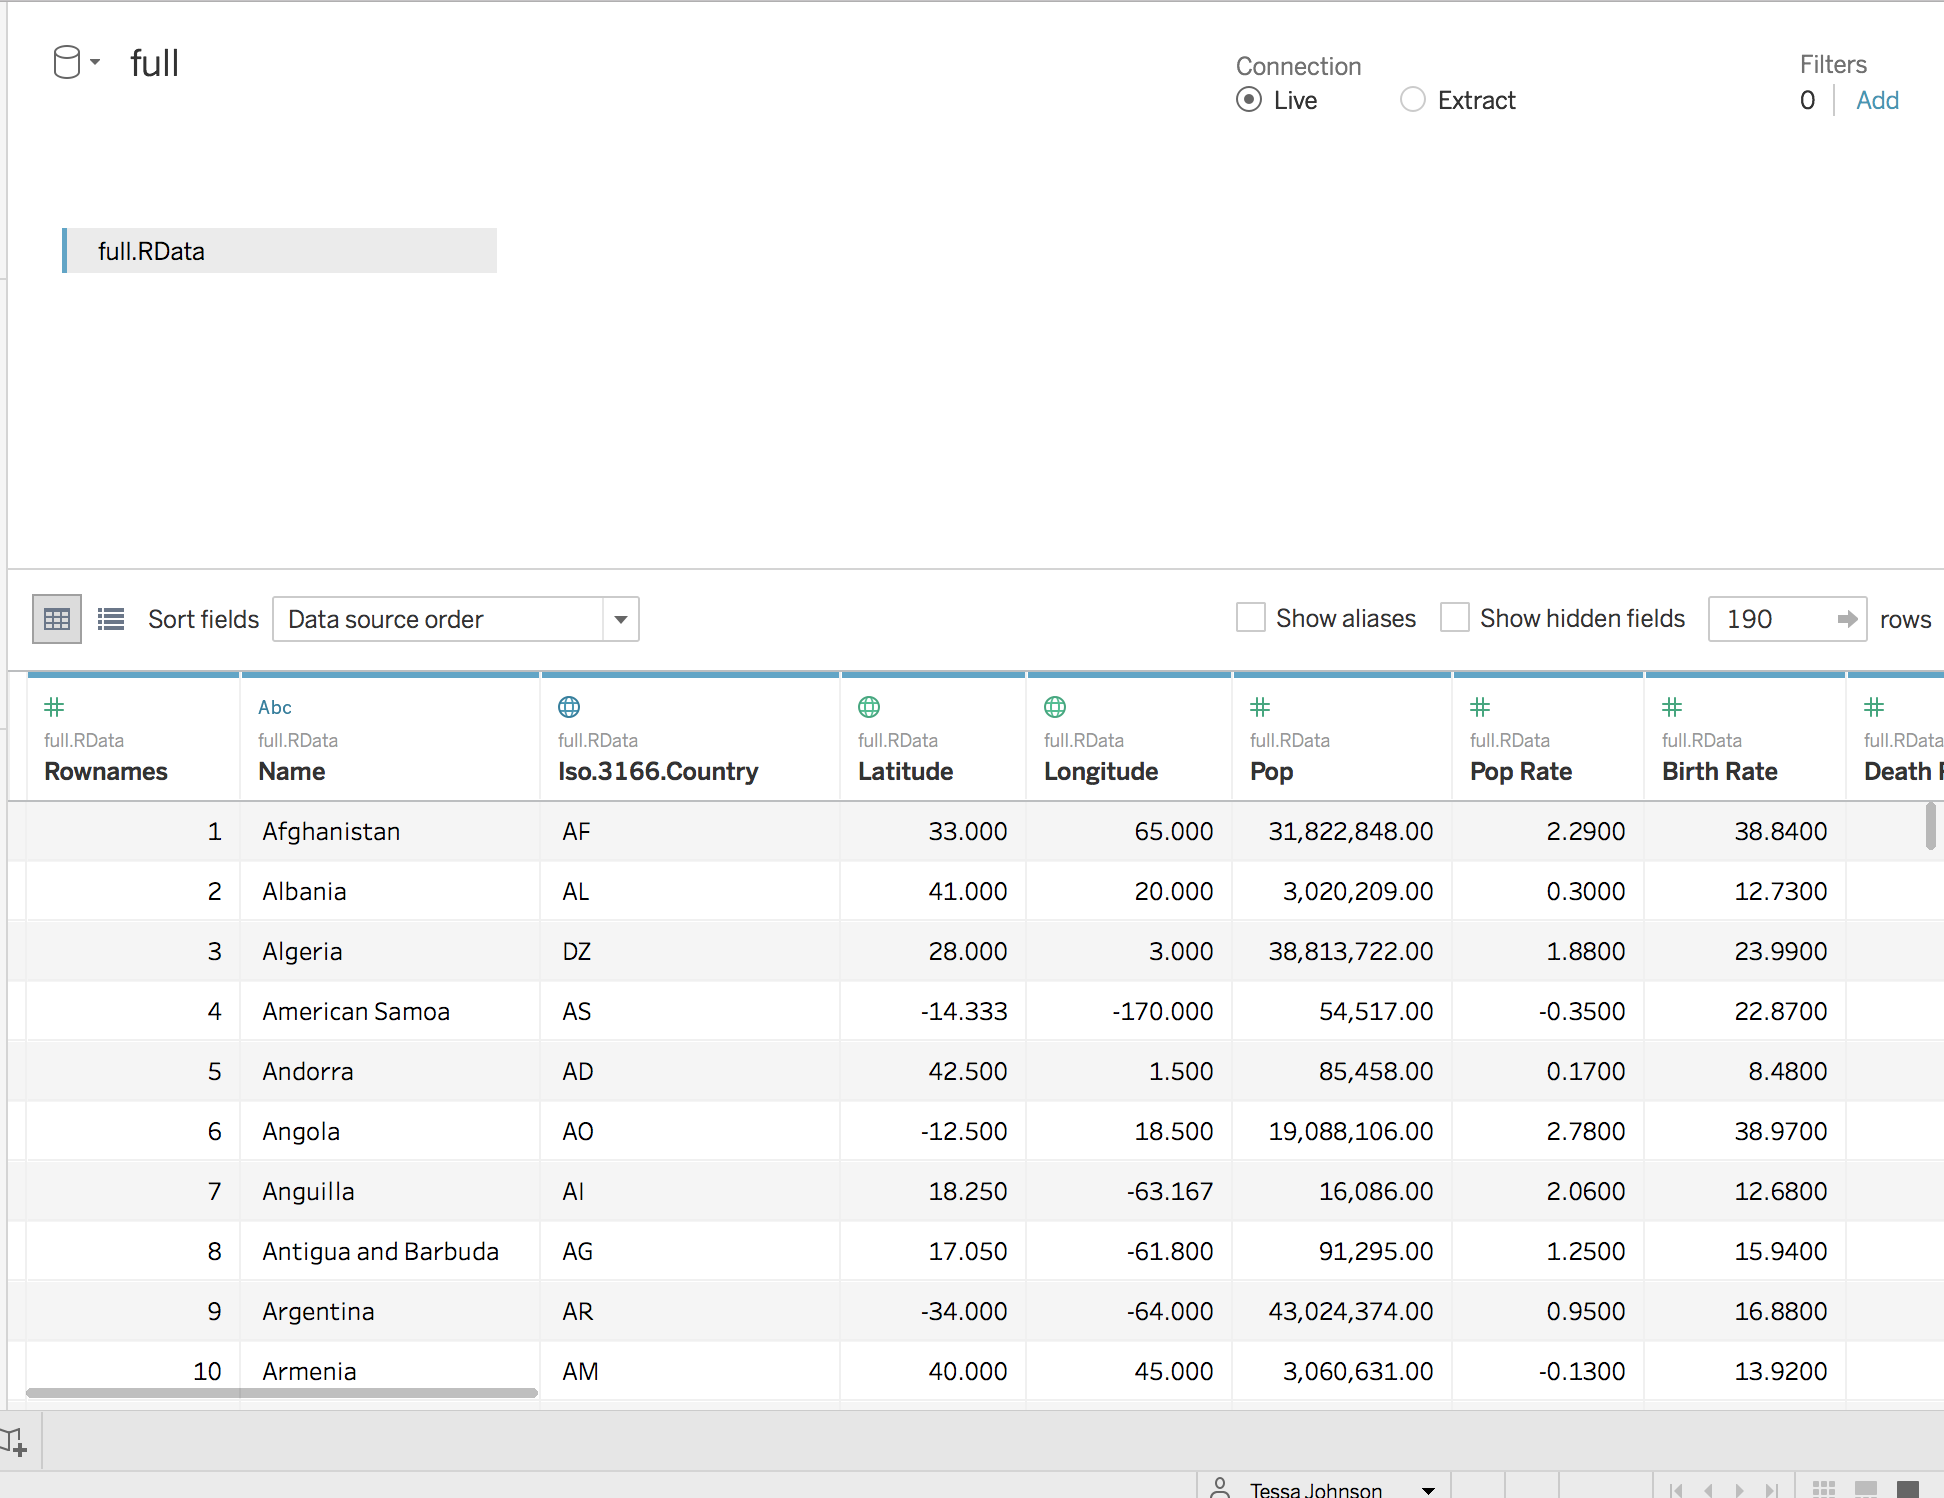 full
Connection
Live Extract
Filters
0 Add
full.RData
Sort fields Data source order Show aliases Show hidden fields 190 rows
Abc
full.RData full.RData full.RData full.RData full.RData full.RData full.RData full.RData full.RData
Rownames Name Iso.3166.Country Latitude Longitude Pop Pop Rate Birth Rate Death
1 Afghanistan AF 33.000 65.000 31,822,848.00 2.2900 38.8400
2 Albania AL 41.000 20.000 3,020,209.00 0.3000 12.7300
3 Algeria DZ 28.000 3.000 38,813,722.00 1.8800 23.9900
4 American Samoa AS -14.333 -170.000 54,517.00 -0.3500 22.8700
5 Andorra AD 42.500 1.500 85,458.00 0.1700 8.4800
6 Angola AO -12.500 18.500 19,088,106.00 2.7800 38.9700
7 Anguilla AI 18.250 -63.167 16,086.00 2.0600 12.6800
8 Antigua and Barbuda AG 17.050 -61.800 91,295.00 1.2500 15.9400
9 Argentina AR -34.000 -64.000 43,024,374.00 0.9500 16.8800
10 Armenia AM 40.000 45.000 3,060,631.00 -0.1300 13.9200
Tessa Johnson